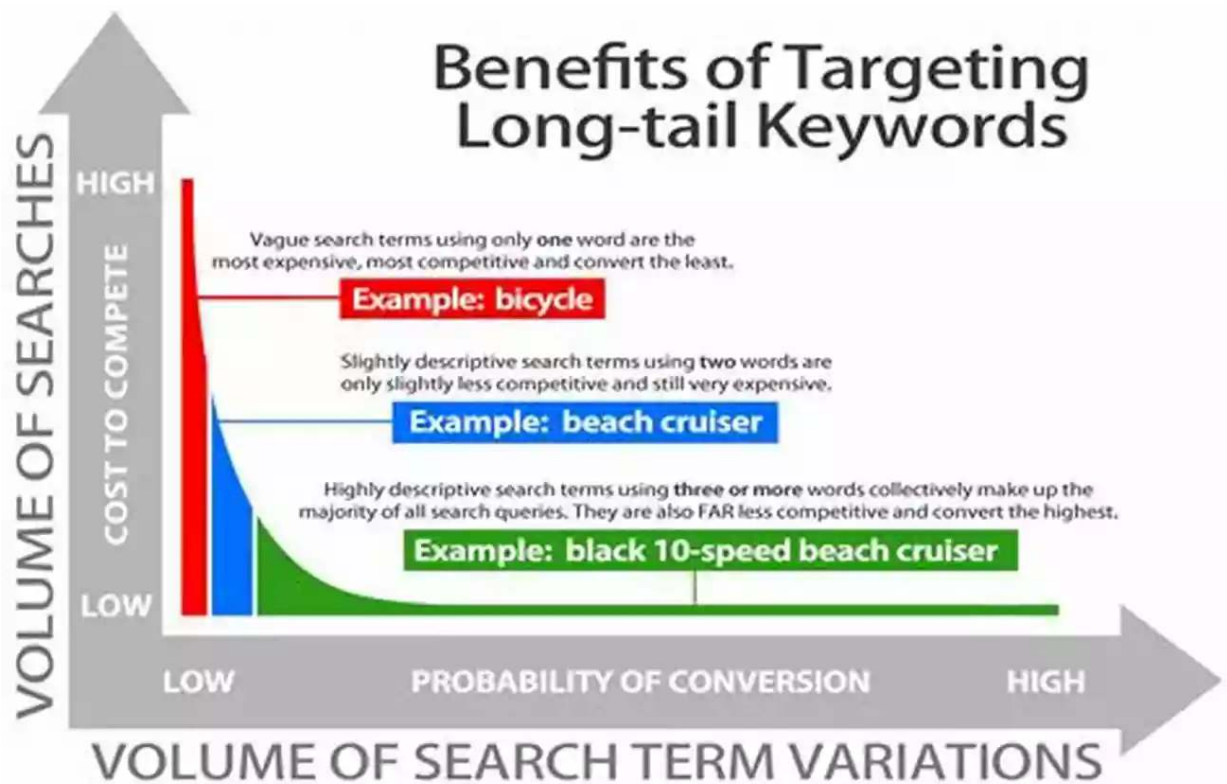 Benefits of Targeting
Long-tail Keywords
VOLUME OF SEARCHES
HIGH
COST TO COMPETE
LOW
Vague search terms using only one word are the
most expensive, most competitive and convert the least.
Example: bicycle
Slightly descriptive search terms using two words are
only slightly less competitive and still very expensive.
Example: beach cruiser
Highly descriptive search terms using three or more words collectively make up the
majority of all search queries. They are also FAR less competitive and convert the highest.
Example: black 10-speed beach cruiser
LOW
PROBABILITY OF CONVERSION
HIGH
VOLUME OF SEARCH TERM VARIATIONS